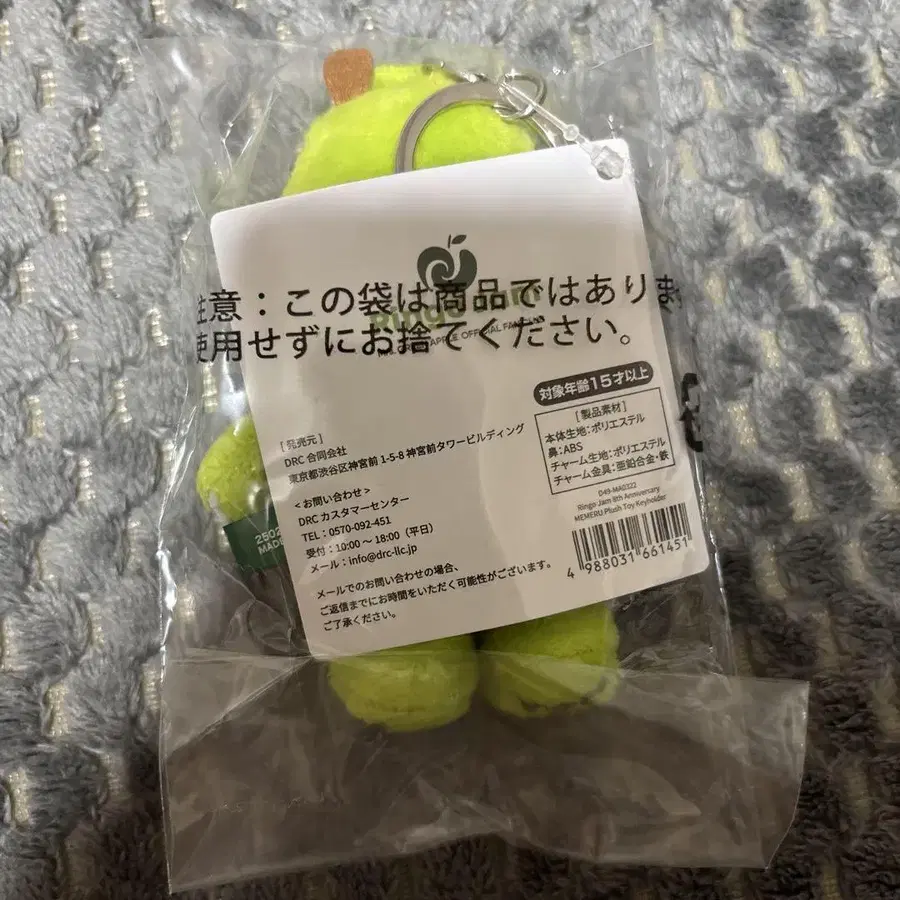 注意：この袋は商品ではありま
使用せずにお捨てください。
対象年齢15才以上
[製品素材]
本体生地：ポリエステル
鼻：ABS
チャーム生地：ポリエステル
チャーム金具：亜鉛合金・鉄
[発売元]
DRC 合同会社
東京都渋谷区神宮前 1-5-8 神宮前タワービルディング
<お問い合わせ>
DRC カスタマーセンター
TEL：0570-092-451
受付：10:00 ～ 18:00（平日）
メール：info@drc-llc.jp
メールでのお問い合わせの場合、
ご返信までにお時間をいただく可能性がございます。
ご了承ください。
D49-MA0322
Ringo Jam 8th Anniversary
MEMERU Plush Toy Keyholder
4 988031 661451
2502
MADE